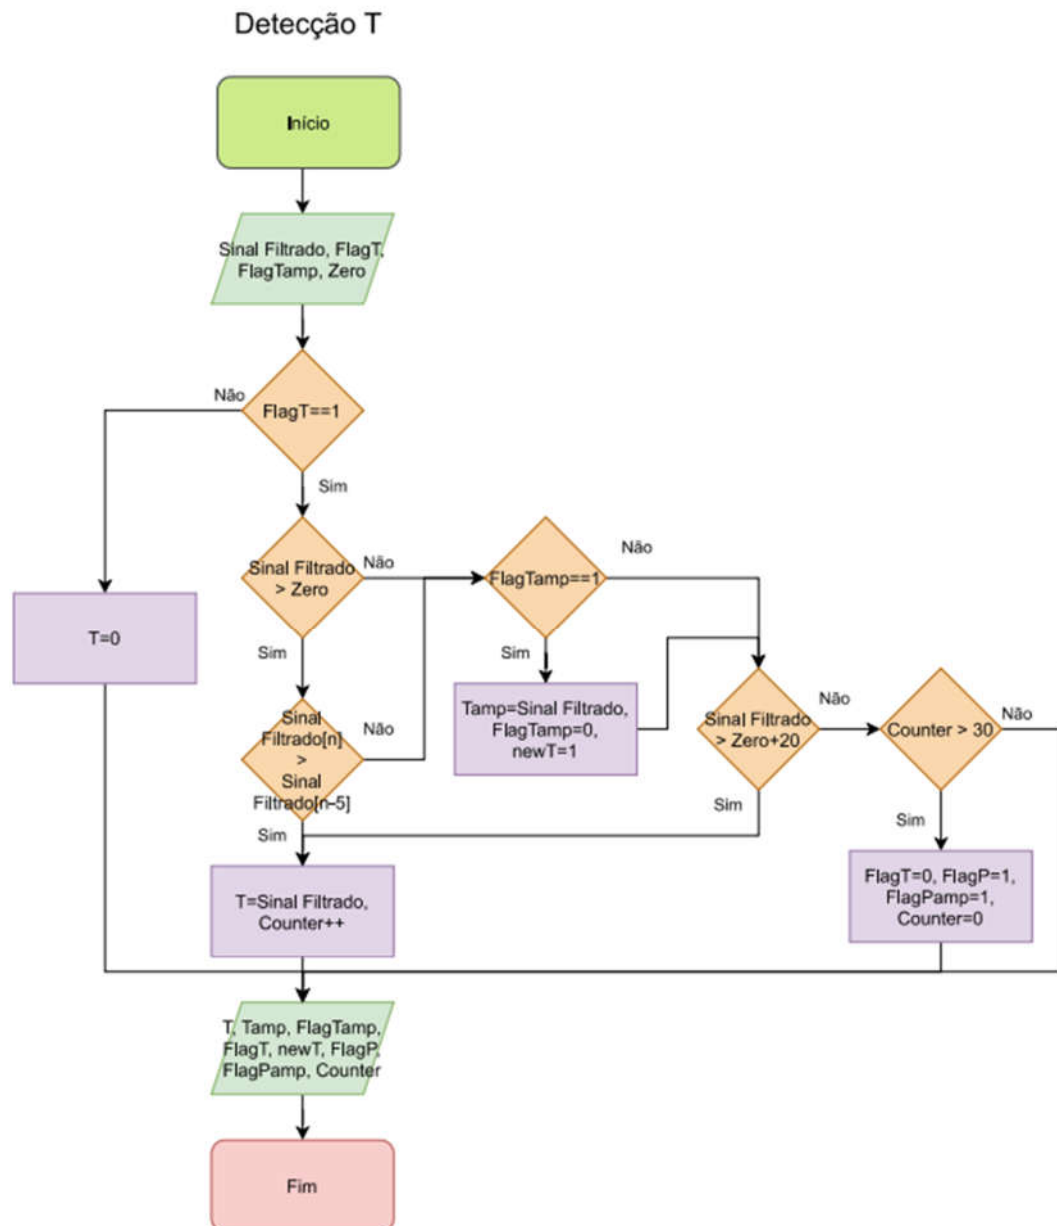 Detecção T
Início
Sinal Filtrado, FlagT,
FlagTamp, Zero
Não
FlagT==1
Sim
Sinal Filtrado
> Zero
Não
FlagTamp==1
Não
T=0
Sim
Sim
Sinal
Filtrado[n]
>
Sinal
Filtrado[n-5]
Não
Tamp=Sinal Filtrado,
FlagTamp=0,
newT=1
Sinal Filtrado
> Zero+20
Não
Counter > 30
Não
Sim
Sim
Sim
T=Sinal Filtrado,
Counter++
FlagT=0, FlagP=1,
FlagPamp=1,
Counter=0
T, Tamp, FlagTamp,
FlagT, newT, FlagP,
FlagPamp, Counter
Fim